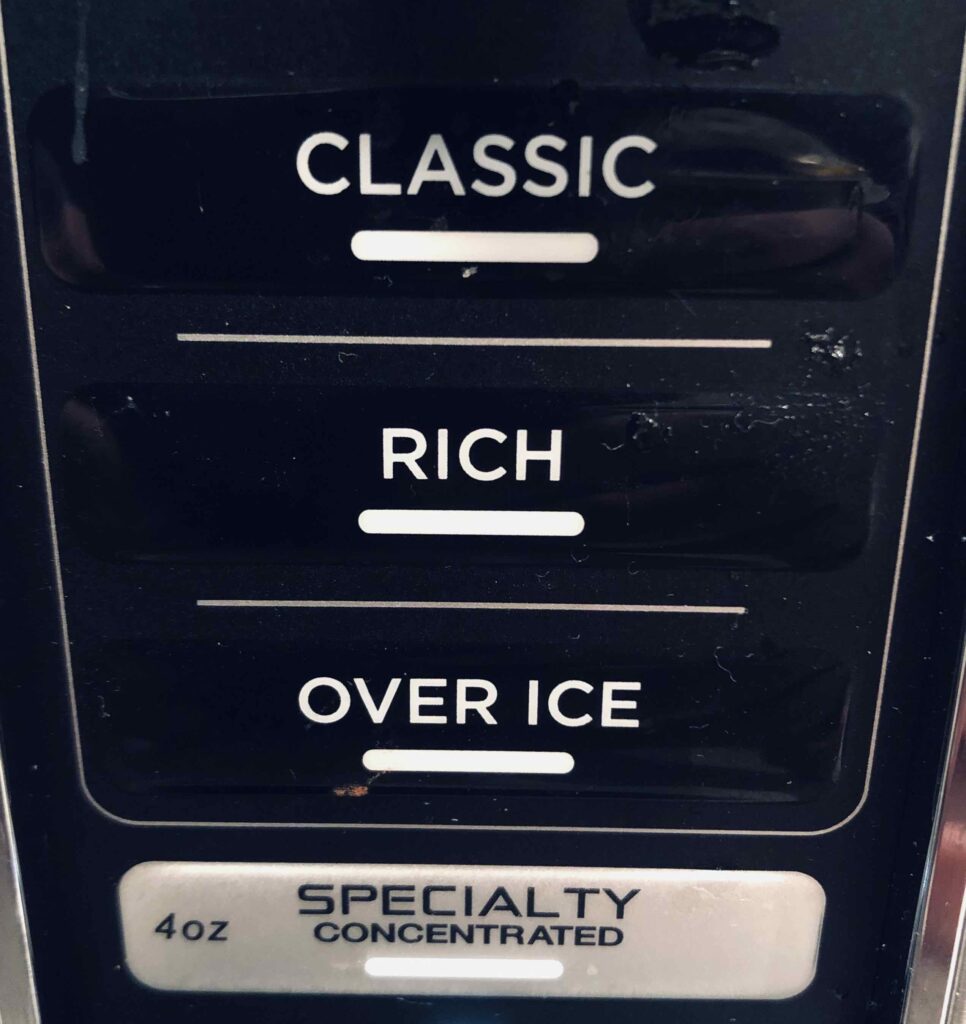 CLASSIC
RICH
OVER ICE
SPECIALTY
4oz CONCENTRATED